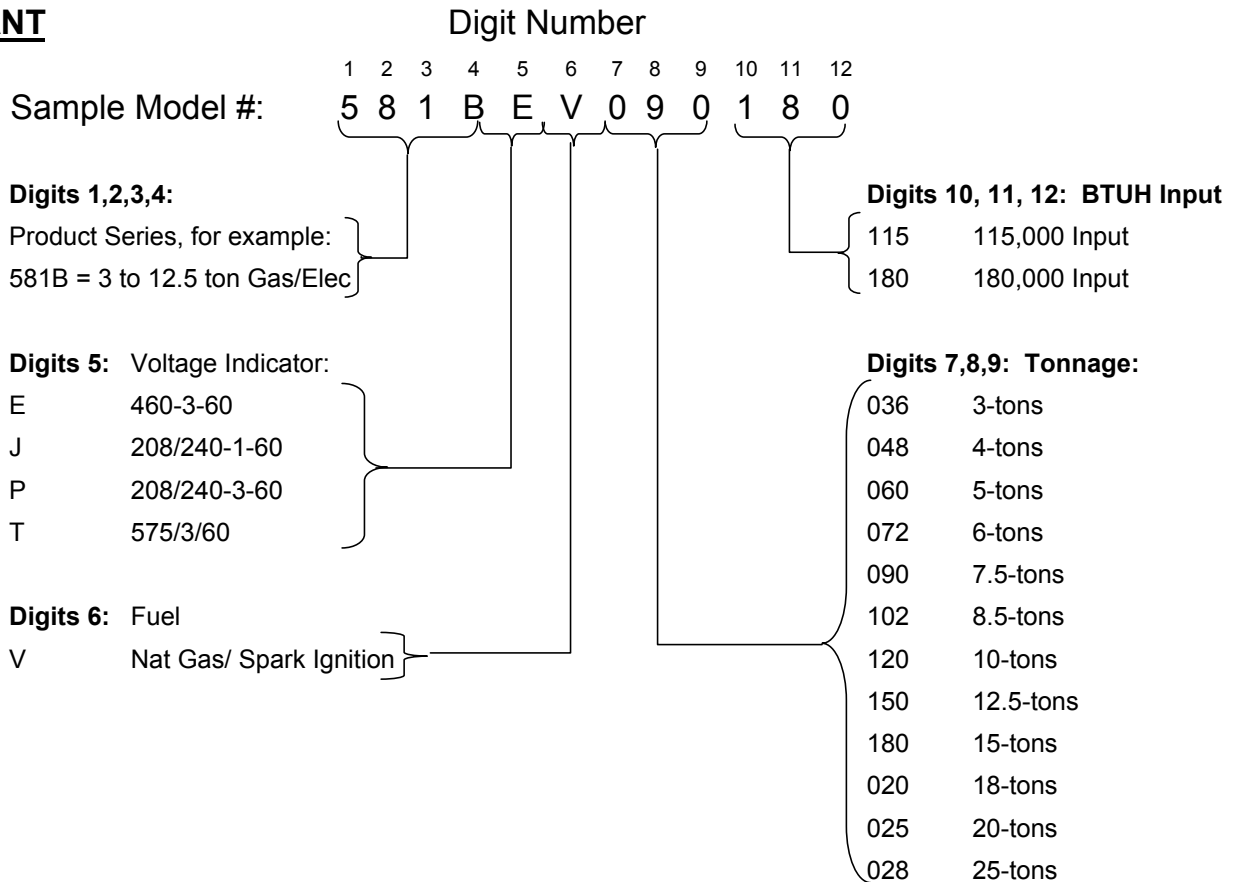 Digit Number
1 2 3 4 5 6 7 8 9 10 11 12
Sample Model #: 5 8 1 B E V 0 9 0 1 8 0
Digits 1,2,3,4:
Product Series, for example:
581B = 3 to 12.5 ton Gas/Elec
Digits 5: Voltage Indicator:
E 460-3-60
J 208/240-1-60
P 208/240-3-60
T 575/3/60
Digits 6: Fuel
V Nat Gas/ Spark Ignition
Digits 10, 11, 12: BTUH Input
115 115,000 Input
180 180,000 Input
Digits 7,8,9: Tonnage:
036 3-tons
048 4-tons
060 5-tons
072 6-tons
090 7.5-tons
102 8.5-tons
120 10-tons
150 12.5-tons
180 15-tons
020 18-tons
025 20-tons
028 25-tons